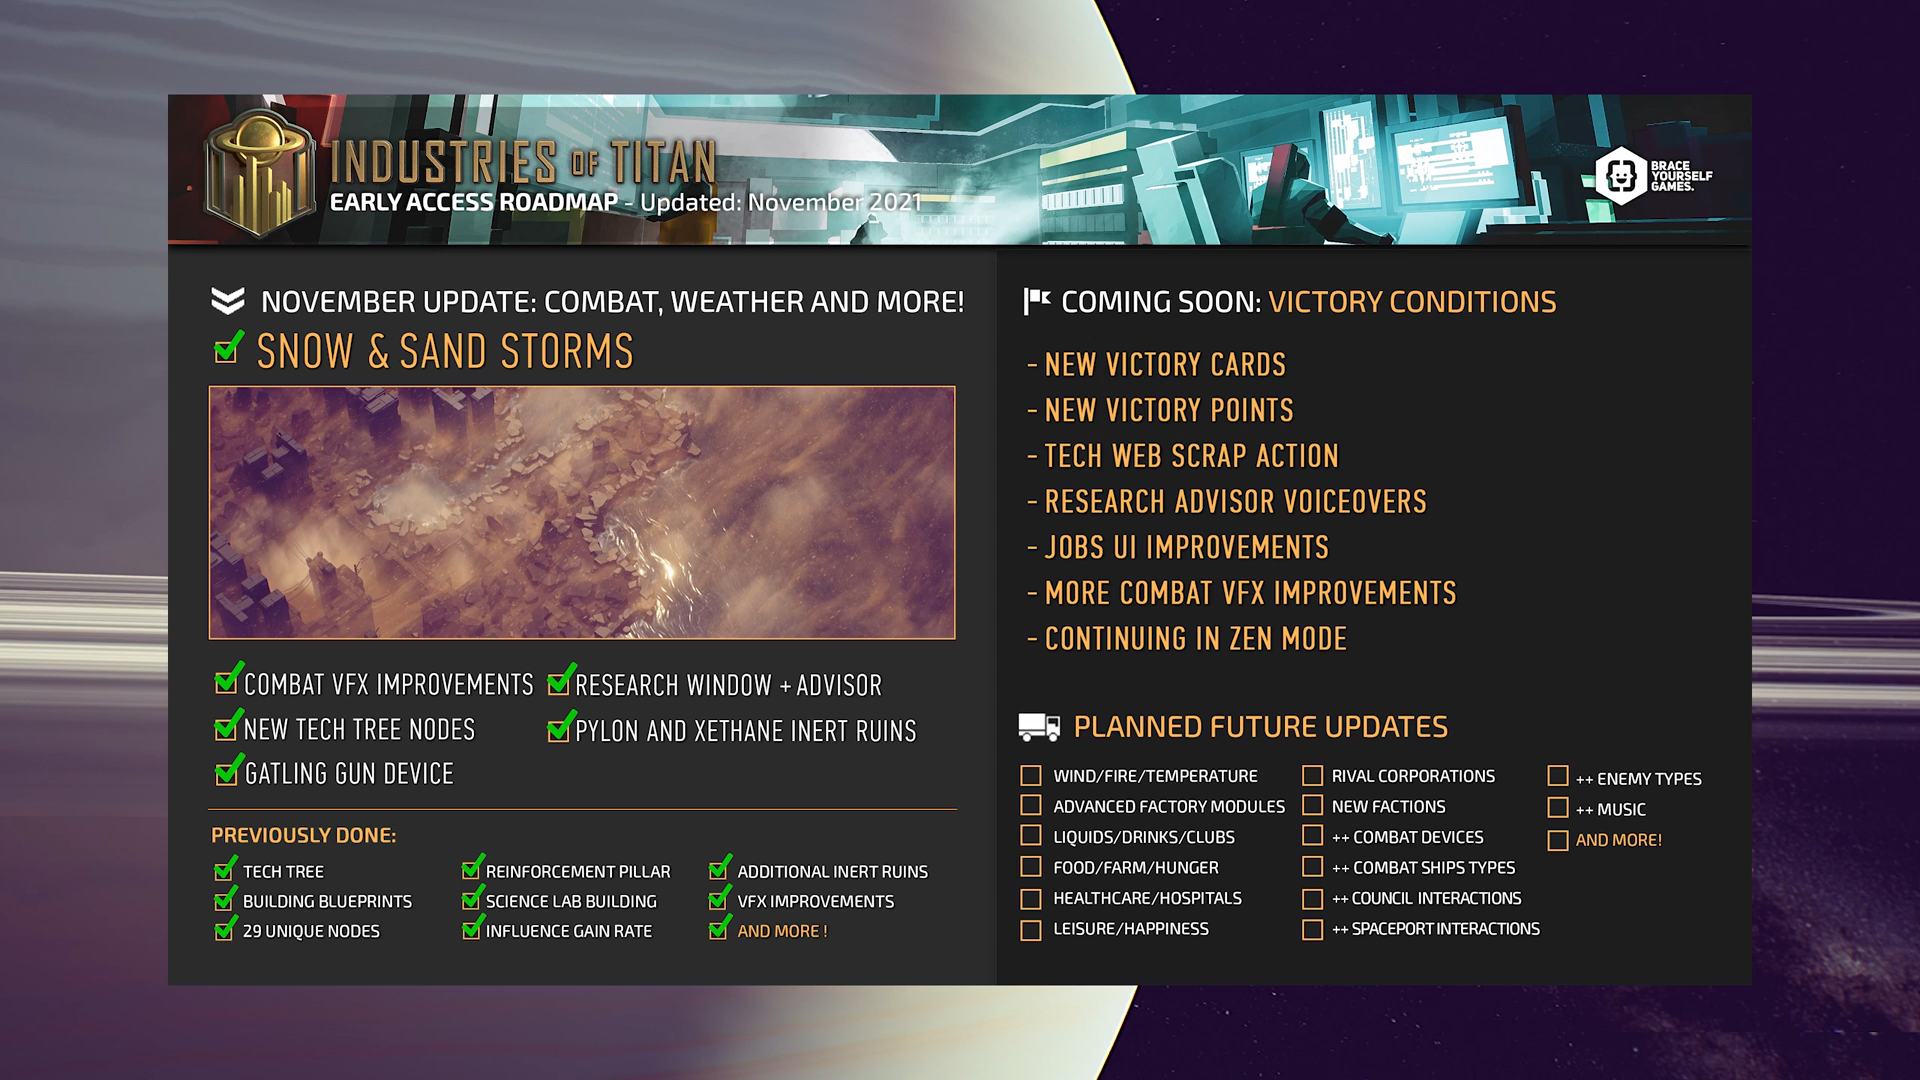 INDUSTRIES OF TITAN
EARLY ACCESS ROADMAP - Updated: November 2021
BRACE
YOURSELF
GAMES.
NOVEMBER UPDATE: COMBAT, WEATHER AND MORE!
SNOW & SAND STORMS
COMBAT VFX IMPROVEMENTS
RESEARCH WINDOW + ADVISOR
NEW TECH TREE NODES
PYLON AND XETHANE INERT RUINS
GATLING GUN DEVICE
PREVIOUSLY DONE:
TECH TREE
BUILDING BLUEPRINTS
29 UNIQUE NODES
REINFORCEMENT PILLAR
SCIENCE LAB BUILDING
INFLUENCE GAIN RATE
ADDITIONAL INERT RUINS
VFX IMPROVEMENTS
AND MORE !
COMING SOON: VICTORY CONDITIONS
- NEW VICTORY CARDS
- NEW VICTORY POINTS
- TECH WEB SCRAP ACTION
- RESEARCH ADVISOR VOICEOVERS
- JOBS UI IMPROVEMENTS
- MORE COMBAT VFX IMPROVEMENTS
- CONTINUING IN ZEN MODE
PLANNED FUTURE UPDATES
WIND/FIRE/TEMPERATURE
ADVANCED FACTORY MODULES
LIQUIDS/DRINKS/CLUBS
FOOD/FARM/HUNGER
HEALTHCARE/HOSPITALS
LEISURE/HAPPINESS
RIVAL CORPORATIONS
NEW FACTIONS
++ COMBAT DEVICES
++ COMBAT SHIPS TYPES
++ COUNCIL INTERACTIONS
++ SPACEPORT INTERACTIONS
++ ENEMY TYPES
++ MUSIC
AND MORE!